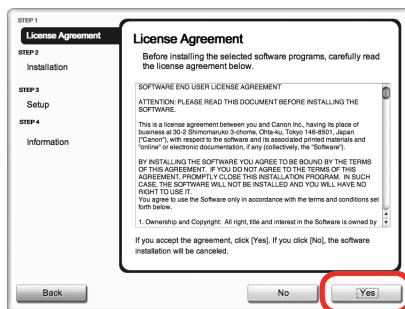 STEP 1
License Agreement
STEP 2
Installation
STEP 3
Setup
STEP 4
Information
License Agreement
Before installing the selected software programs, carefully read
the license agreement below.
SOFTWARE END USER LICENSE AGREEMENT
ATTENTION: PLEASE READ THIS DOCUMENT BEFORE INSTALLING THE
SOFTWARE.
This is a license agreement between you and Canon Inc., having its place of
business at 30-2 Shimomaruko 3-chome, Ohta-ku, Tokyo 146-8501, Japan
("Canon"), with respect to the software and its associated printed materials and
"online" or electronic documentation, if any (collectively, the "Software").
BY INSTALLING THE SOFTWARE YOU AGREE TO BE BOUND BY THE TERMS
OF THIS AGREEMENT. IF YOU DO NOT AGREE TO THE TERMS OF THIS
AGREEMENT, PROMPTLY CLOSE THIS INSTALLATION PROGRAM. IN SUCH
CASE, THE SOFTWARE WILL NOT BE INSTALLED AND YOU WILL HAVE NO
RIGHT TO USE IT.
You agree to use the Software only in accordance with the terms and conditions set
forth below.
1. Ownership and Copyright: All right, title and interest in the Software is owned by
If you accept the agreement, click [Yes]. If you click [No], the software
installation will be canceled.
Back
No
Yes